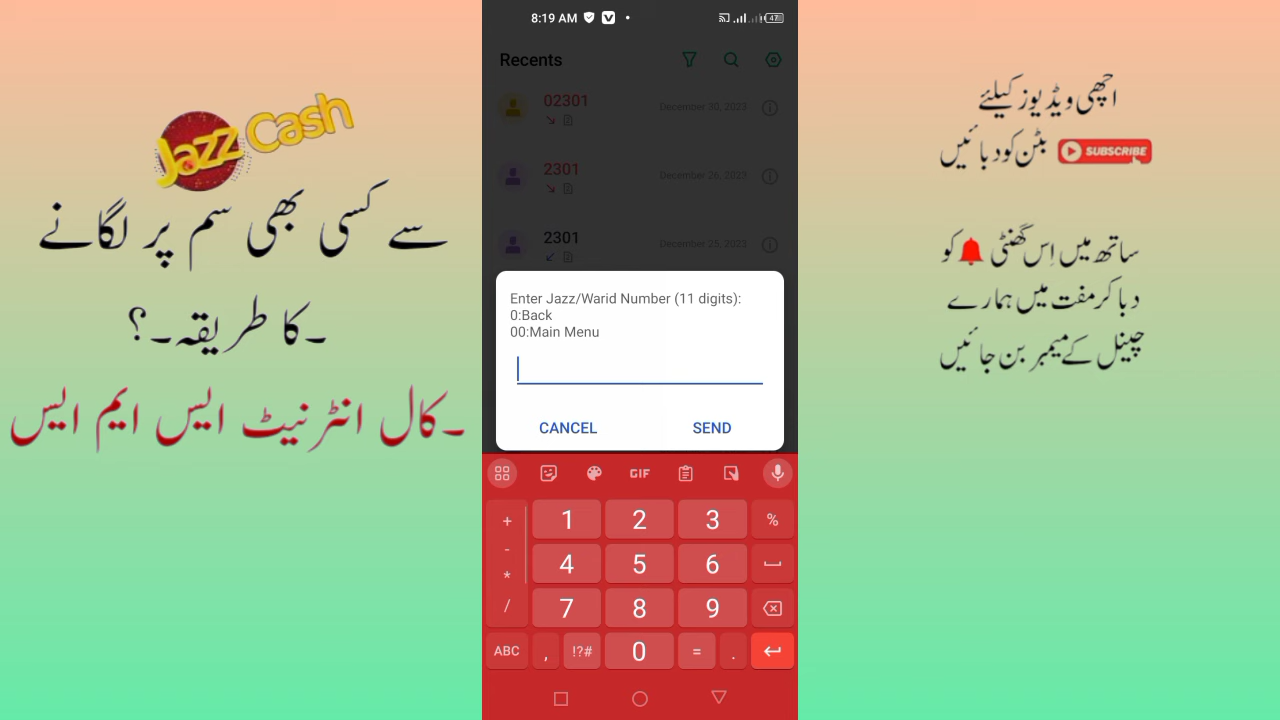 Jazz Cash
سے کسی بھی سم پر لگانے
کا طریقہ۔؟۔
کال انٹرنیٹ ایس ایم ایس۔
8:19 AM
47
Recents
02301
December 30, 2023
2301
December 26, 2023
2301
December 25, 2023
Enter Jazz/Warid Number (11 digits):
0:Back
00:Main Menu
CANCEL SEND
GIF
+ 1 2 3 %
- 4 5 6
*
/ 7 8 9
ABC , !?# 0 = .
اچھی ویڈیوز کیلئے
SUBSCRIBE بٹن کو دبائیں
ساتھ میں اِس گھنٹی کو
دبا کر مفت میں ہمارے
چینل کے میمبر بن جائیں